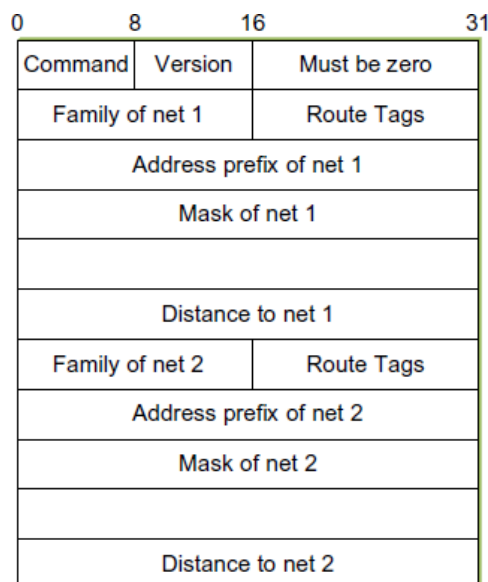 0 8 16 31
Command Version Must be zero
Family of net 1 Route Tags
Address prefix of net 1
Mask of net 1
Distance to net 1
Family of net 2 Route Tags
Address prefix of net 2
Mask of net 2
Distance to net 2